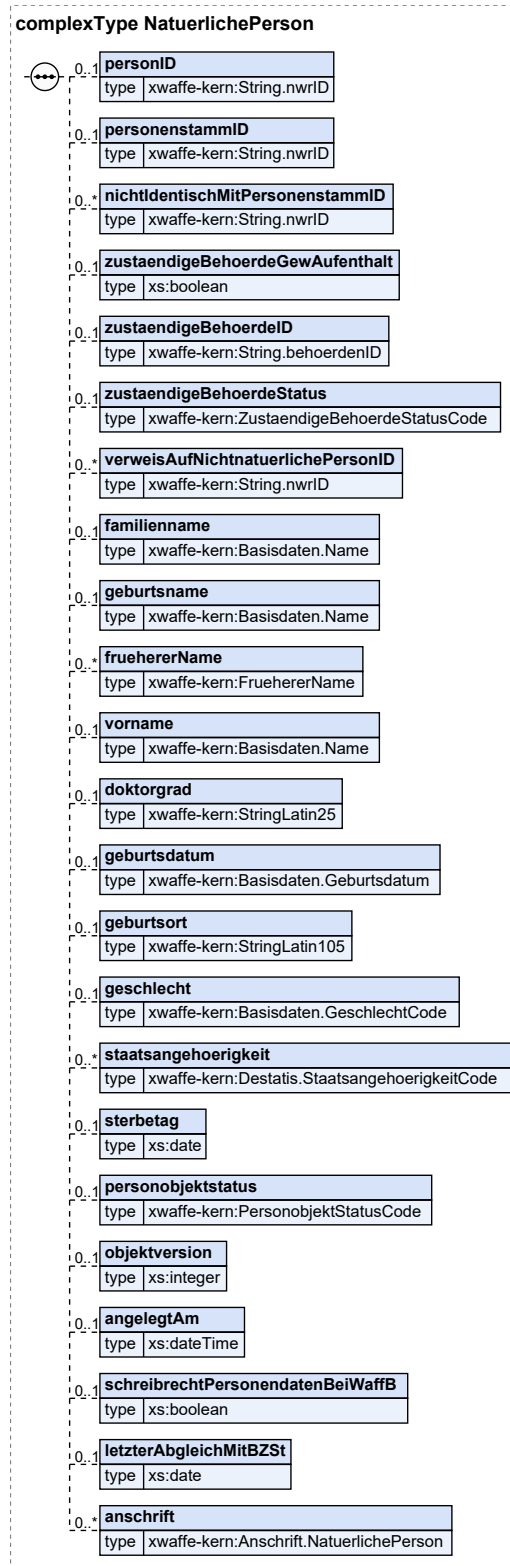 complexType NatuerlichePerson
0..1 personID
type xwaffe-kern:String.nwrID
0..1 personenstammID
type xwaffe-kern:String.nwrID
0..* nichtIdentischMitPersonenstammID
type xwaffe-kern:String.nwrID
0..1 zustaendigeBehoerdeGewAufenthalt
type xs:boolean
0..1 zustaendigeBehoerdeID
type xwaffe-kern:String.behoerdenID
0..1 zustaendigeBehoerdeStatus
type xwaffe-kern:ZustaendigeBehoerdeStatusCode
0..* verweisAufNichtnatuerlichePersonID
type xwaffe-kern:String.nwrID
0..1 familienname
type xwaffe-kern:Basisdaten.Name
0..1 geburtsname
type xwaffe-kern:Basisdaten.Name
0..* fruehererName
type xwaffe-kern:FruehererName
0..1 vorname
type xwaffe-kern:Basisdaten.Name
0..1 doktorgrad
type xwaffe-kern:StringLatin25
0..1 geburtsdatum
type xwaffe-kern:Basisdaten.Geburtsdatum
0..1 geburtsort
type xwaffe-kern:StringLatin105
0..1 geschlecht
type xwaffe-kern:Basisdaten.GeschlechtCode
0..* staatsangehoerigkeit
type xwaffe-kern:Destatis.StaatsangehoerigkeitCode
0..1 sterbetag
type xs:date
0..1 personobjektstatus
type xwaffe-kern:PersonobjektStatusCode
0..1 objektversion
type xs:integer
0..1 angelegtAm
type xs:dateTime
0..1 schreibrechtPersonendatenBeiWaffB
type xs:boolean
0..1 letzterAbgleichMitBZSt
type xs:date
0..* anschrift
type xwaffe-kern:Anschrift.NatuerlichePerson